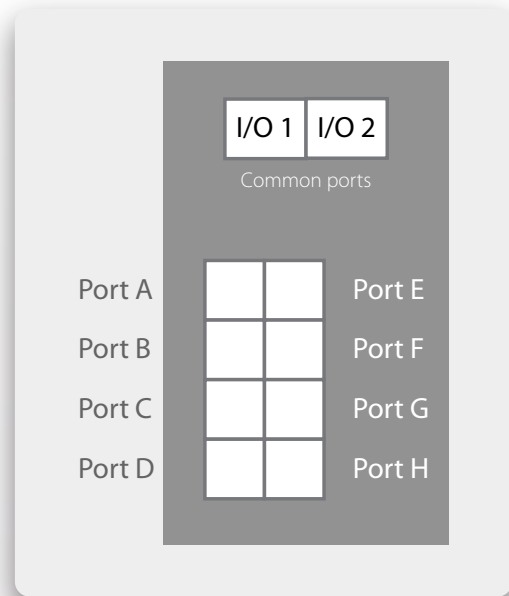 I/O 1 I/O 2
Common ports
Port A Port E
Port B Port F
Port C Port G
Port D Port H